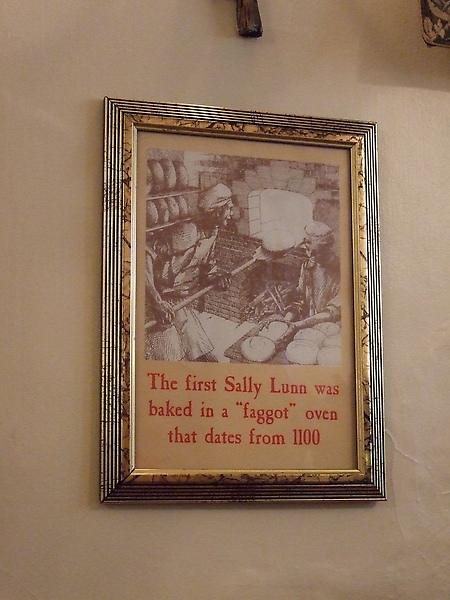 The first Sally Lunn was
baked in a "faggot" oven
that dates from 1100